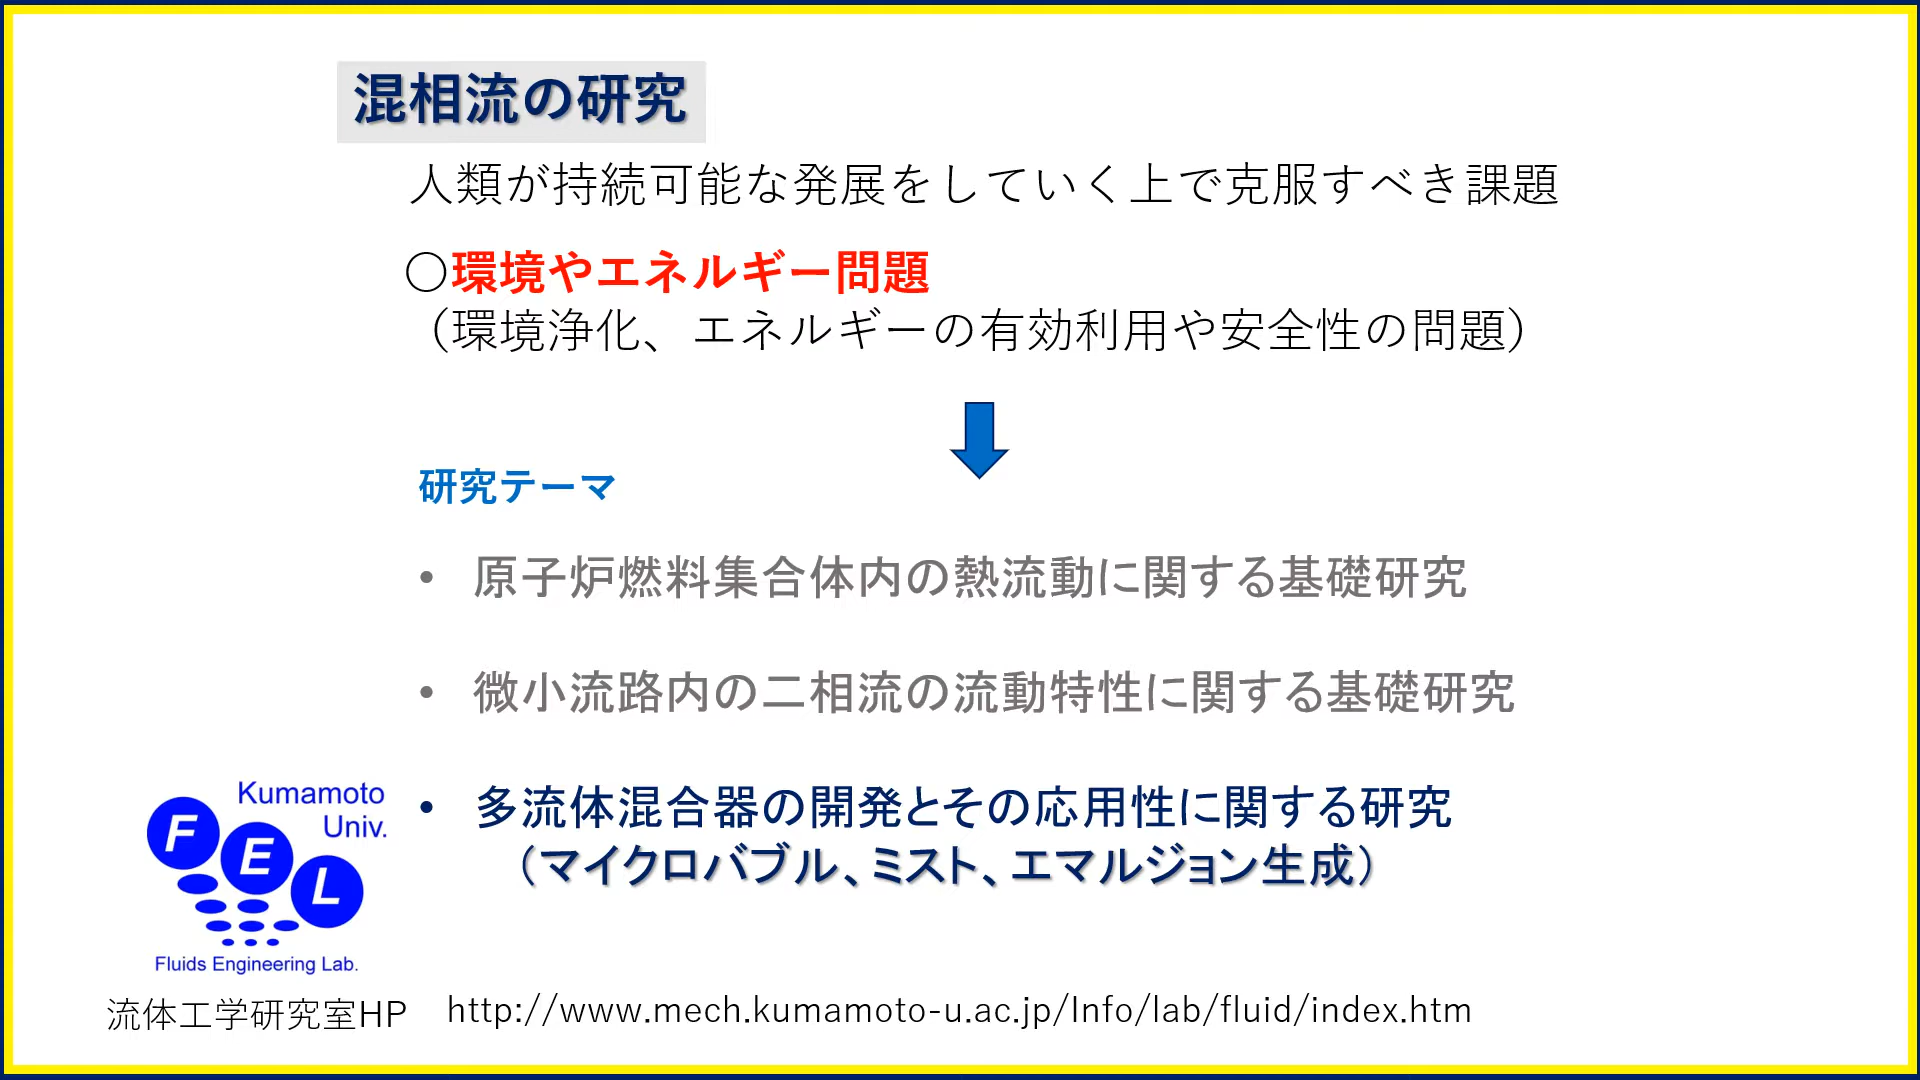 混相流の研究
人類が持続可能な発展をしていく上で克服すべき課題
〇環境やエネルギー問題
（環境浄化、エネルギーの有効利用や安全性の問題）
研究テーマ
• 原子炉燃料集合体内の熱流動に関する基礎研究
• 微小流路内の二相流の流動特性に関する基礎研究
• 多流体混合器の開発とその応用性に関する研究
（マイクロバブル、ミスト、エマルジョン生成）
Kumamoto
Univ.
FEL
Fluids Engineering Lab.
流体工学研究室HP http://www.mech.kumamoto-u.ac.jp/Info/lab/fluid/index.htm